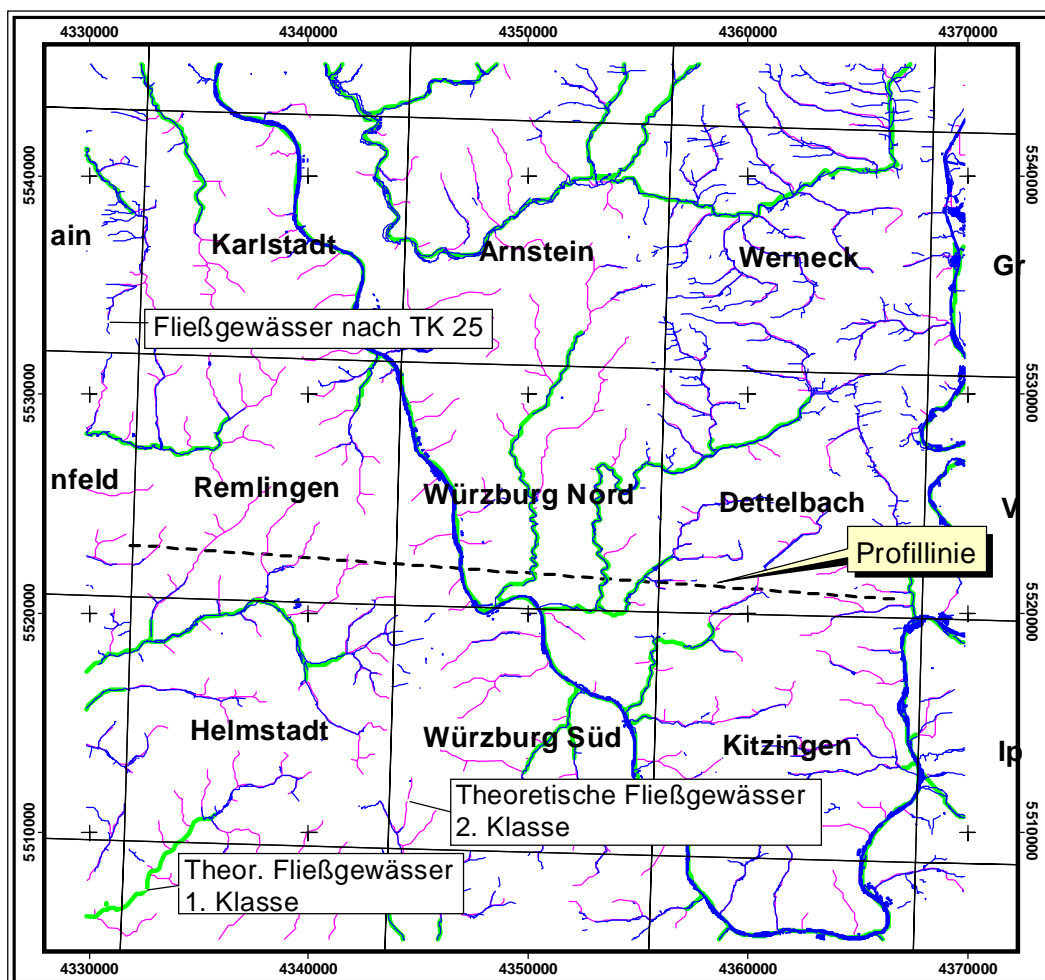 4330000 4340000 4350000 4360000 4370000
5540000 5540000
ain Karlstadt Arnstein Werneck Gr
Fließgewässer nach TK 25
5530000 5530000
nfeld Remlingen Würzburg Nord Dettelbach V
Profillinie
5520000 5520000
Helmstadt Würzburg Süd Kitzingen Ip
Theoretische Fließgewässer
2. Klasse
5510000 5510000
Theor. Fließgewässer
1. Klasse
4330000 4340000 4350000 4360000 4370000